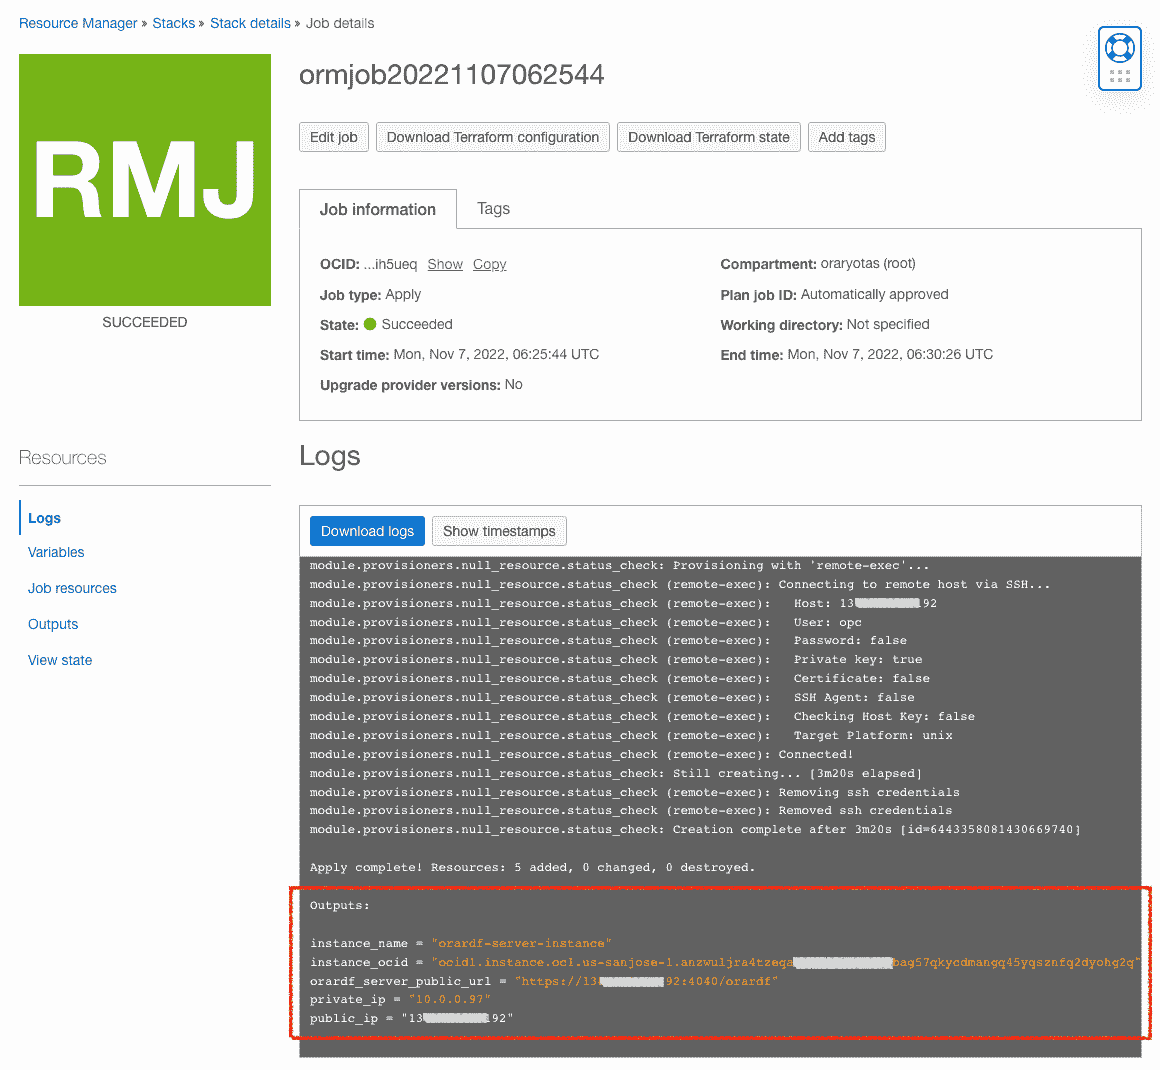 Resource Manager » Stacks » Stack details » Job details
RMJ
SUCCEEDED
ormjob20221107062544
Edit job Download Terraform configuration Download Terraform state Add tags
Job information Tags
OCID: ...ih5ueq Show Copy
Compartment: oraryotas (root)
Job type: Apply
Plan job ID: Automatically approved
State: Succeeded
Working directory: Not specified
Start time: Mon, Nov 7, 2022, 06:25:44 UTC
End time: Mon, Nov 7, 2022, 06:30:26 UTC
Upgrade provider versions: No
Resources
Logs
Variables
Job resources
Outputs
View state
Logs
Download logs Show timestamps
module.provisioners.null_resource.status_check: Provisioning with 'remote-exec'...
module.provisioners.null_resource.status_check (remote-exec): Connecting to remote host via SSH...
module.provisioners.null_resource.status_check (remote-exec): Host: 13 192
module.provisioners.null_resource.status_check (remote-exec): User: opc
module.provisioners.null_resource.status_check (remote-exec): Password: false
module.provisioners.null_resource.status_check (remote-exec): Private key: true
module.provisioners.null_resource.status_check (remote-exec): Certificate: false
module.provisioners.null_resource.status_check (remote-exec): SSH Agent: false
module.provisioners.null_resource.status_check (remote-exec): Checking Host Key: false
module.provisioners.null_resource.status_check (remote-exec): Target Platform: unix
module.provisioners.null_resource.status_check (remote-exec): Connected!
module.provisioners.null_resource.status_check: Still creating... [3m20s elapsed]
module.provisioners.null_resource.status_check (remote-exec): Removing ssh credentials
module.provisioners.null_resource.status_check (remote-exec): Removed ssh credentials
module.provisioners.null_resource.status_check: Creation complete after 3m20s [id=6443358081430669740]
Apply complete! Resources: 5 added, 0 changed, 0 destroyed.
Outputs:
instance_name = "orardf-server-instance"
instance_ocid = "ocid1.instance.oc1.us-sanjose-1.anzwuljra4tzeqa bag57qkycdmangq45yqsznfq2dyohg2q"
orardf_server_public_url = "https://13 92:4040/orardf"
private_ip = "10.0.0.97"
public_ip = "13 192"